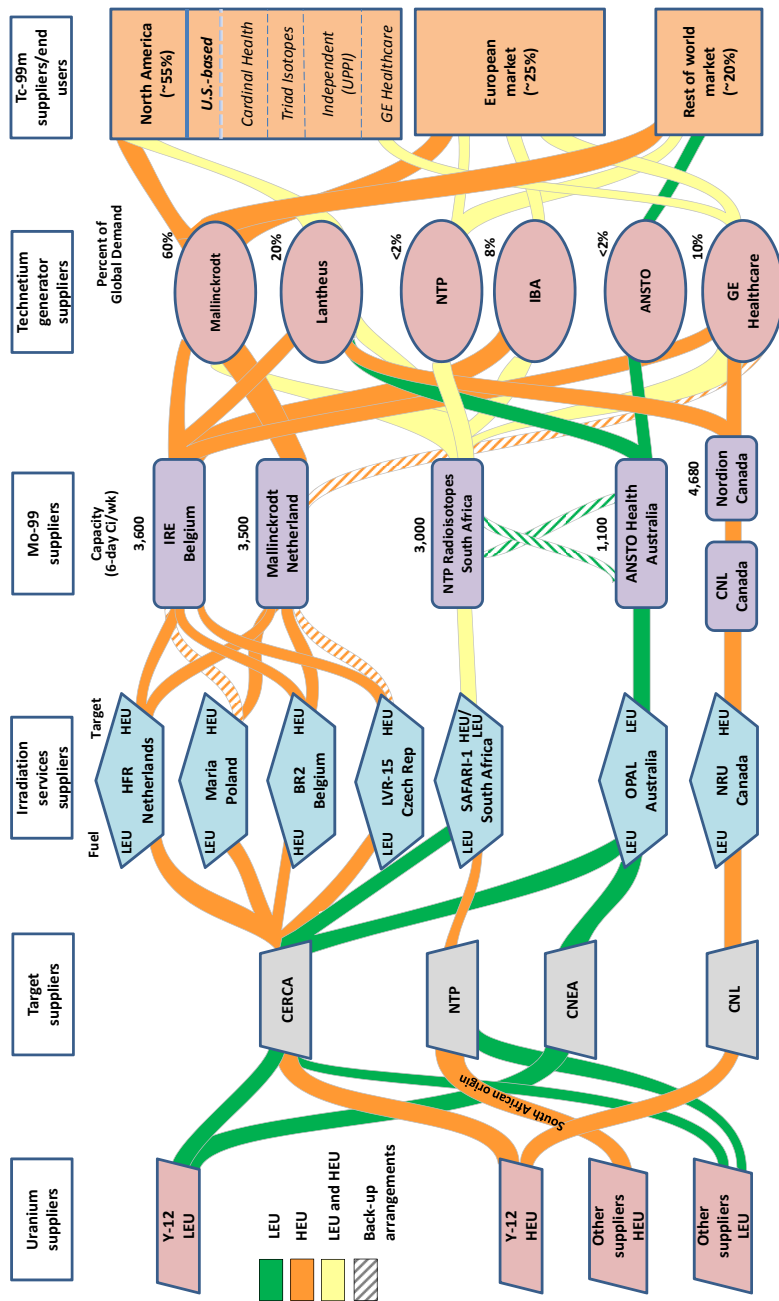 Uranium
suppliers
Target
suppliers
Irradiation
services
suppliers
Mo-99
suppliers
Technetium
generator
suppliers
Tc-99m
suppliers/end
users
Fuel
Target
Capacity
(6-day Ci/wk)
Percent of
Global Demand
Y-12
LEU
Y-12
HEU
Other
suppliers
HEU
Other
suppliers
LEU
LEU
HEU
LEU and HEU
Back-up
arrangements
South African origin
CERCA
NTP
CNEA
CNL
LEU
HFR
Netherlands
HEU
LEU
Maria
Poland
HEU
HEU
BR2
Belgium
HEU
LEU
LVR-15
Czech Rep
HEU
LEU
SAFARI-1
South Africa
HEU/
LEU
LEU
OPAL
Australia
LEU
LEU
NRU
Canada
HEU
3,600
IRE
Belgium
3,500
Mallinckrodt
Netherland
3,000
NTP Radioisotopes
South Africa
1,100
ANSTO Health
Australia
CNL
Canada
4,680
Nordion
Canada
60%
Mallinckrodt
20%
Lantheus
<2%
NTP
8%
IBA
<2%
ANSTO
10%
GE
Healthcare
North America
(~55%)
U.S.-based
Cardinal Health
Triad Isotopes
Independent
(UPPI)
GE Healthcare
European
market
(~25%)
Rest of world
market
(~20%)